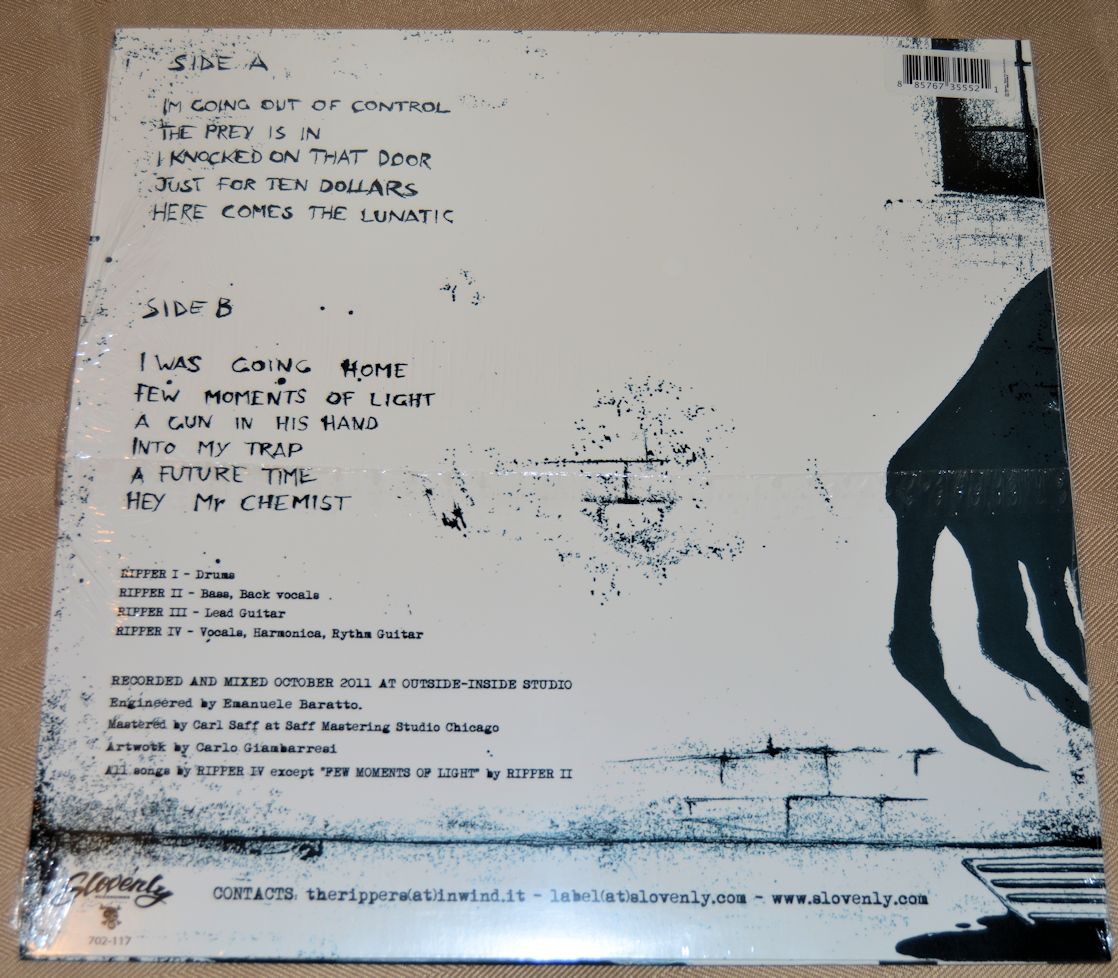 SIDE A
8 85767 35552 1
IM GOING OUT OF CONTROL
THE PREY IS IN
I KNOCKED ON THAT DOOR
JUST FOR TEN DOLLARS
HERE COMES THE LUNATIC
SIDE B
I WAS GOING HOME
FEW MOMENTS OF LIGHT
A GUN IN HIS HAND
INTO MY TRAP
A FUTURE TIME
HEY Mr CHEMIST
RIPPER I - Drums
RIPPER II - Bass, Back vocals
RIPPER III - Lead Guitar
RIPPER IV - Vocals, Harmonica, Rythm Guitar
RECORDED AND MIXED OCTOBER 2011 AT OUTSIDE-INSIDE STUDIO
Engineered by Emanuele Baratto.
Mastered by Carl Saff at Saff Mastering Studio Chicago
Artwork by Carlo Giambarresi
All songs by RIPPER IV except "FEW MOMENTS OF LIGHT" by RIPPER II
Slovenly
RECORDINGS
702-117
CONTACTS: therippers(at)inwind.it - label(at)slovenly.com - www.slovenly.com